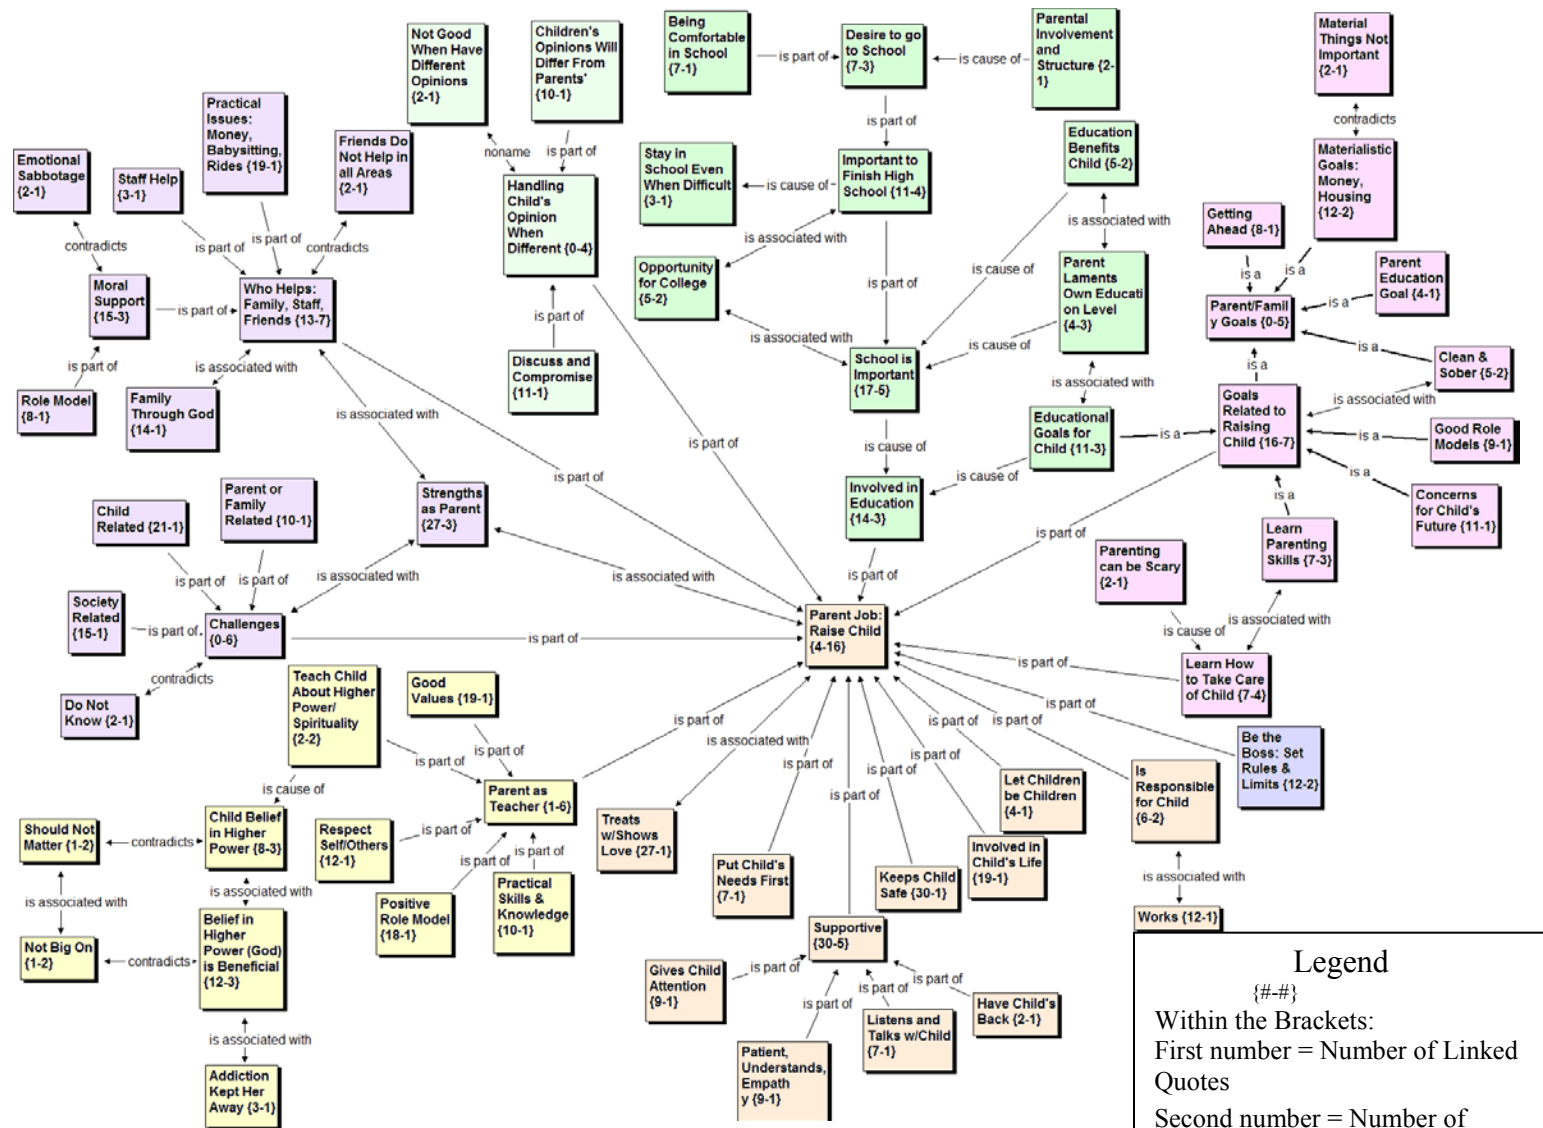 Being
Comfortable
in School
{7-1}
is part of
Desire to go
to School
{7-3}
is cause of
Parental
Involvement
and
Structure {2-
1}
Material
Things Not
Important
{2-1}
contradicts
Materialistic
Goals:
Money,
Housing
{12-2}
Not Good
When Have
Different
Opinions
{2-1}
Children's
Opinions Will
Differ From
Parents'
{10-1}
noname
is part of
Handling
Child's
Opinion
When
Different {0-4}
is part of
Discuss and
Compromise
{11-1}
is part of
Practical
Issues:
Money,
Babysitting,
Rides {19-1}
Friends Do
Not Help in
all Areas
{2-1}
Emotional
Sabbotage
{2-1}
Staff Help
{3-1}
contradicts
is part of
is part of
contradicts
Moral
Support
{15-3}
is part of
Who Helps:
Family, Staff,
Friends {13-7}
is part of
Role Model
{8-1}
is associated with
Family
Through God
{14-1}
is associated with
is part of
is part of
Stay in
School Even
When Difficult
{3-1}
is cause of
Important to
Finish High
School {11-4}
is associated with
Opportunity
for College
{5-2}
is part of
is associated with
School is
Important
{17-5}
Education
Benefits
Child {5-2}
is associated with
is cause of
Parent
Laments
Own Educati
on Level
{4-3}
is cause of
is associated with
Educational
Goals for
Child {11-3}
is cause of
is cause of
Involved in
Education
{14-3}
is part of
is a
Getting
Ahead {8-1}
is a
is a
Parent
Education
Goal {4-1}
Parent/Famil
y Goals {0-5}
is a
is a
Clean &
Sober {5-2}
is a
is associated with
Goals
Related to
Raising
Child {16-7}
is a
Good Role
Models {9-1}
is a
Concerns
for Child's
Future {11-1}
is a
Learn
Parenting
Skills {7-3}
is part of
Parenting
can be Scary
{2-1}
is associated with
is cause of
Learn How
to Take Care
of Child {7-4}
is part of
Child
Related {21-1}
Parent or
Family
Related {10-1}
Strengths
as Parent
{27-3}
is part of
is part of
is associated with
is associated with
Society
Related
{15-1}
is part of
Challenges
{0-6}
is part of
contradicts
Do Not
Know {2-1}
Parent Job:
Raise Child
{4-16}
Teach Child
About Higher
Power/
Spirituality
{2-2}
Good
Values {19-1}
is part of
is part of
is part of
Parent as
Teacher {1-6}
is cause of
Should Not
Matter {1-2}
contradicts
Child Belief
in Higher
Power {8-3}
Respect
Self/Others
{12-1}
is part of
is part of
is part of
Positive
Role Model
{18-1}
Practical
Skills &
Knowledge
{10-1}
is associated with
is associated with
Not Big On
{1-2}
contradicts
Belief in
Higher
Power (God)
is Beneficial
{12-3}
is associated with
Addiction
Kept Her
Away {3-1}
is associated with
Treats
w/Shows
Love {27-1}
is part of
Put Child's
Needs First
{7-1}
is part of
is part of
Keeps Child
Safe {30-1}
is part of
Involved in
Child's Life
{19-1}
is part of
Let Children
be Children
{4-1}
is part of
Is
Responsible
for Child
{6-2}
is part of
Be the
Boss: Set
Rules &
Limits {12-2}
is associated with
Works {12-1}
Supportive
{30-5}
Gives Child
Attention
{9-1}
is part of
is part of
is part of
is part of
Have Child's
Back {2-1}
Listens and
Talks w/Child
{7-1}
Patient,
Understands,
Empath
y {9-1}
Legend
{#-#}
Within the Brackets:
First number = Number of Linked
Quotes
Second number = Number of